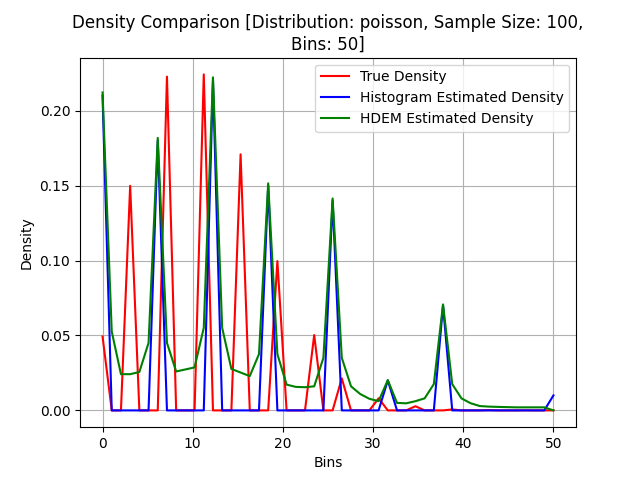 Density Comparison [Distribution: poisson, Sample Size: 100,
Bins: 50]
True Density
Histogram Estimated Density
HDEM Estimated Density
Density
0.20
0.15
0.10
0.05
0.00
0 10 20 30 40 50
Bins